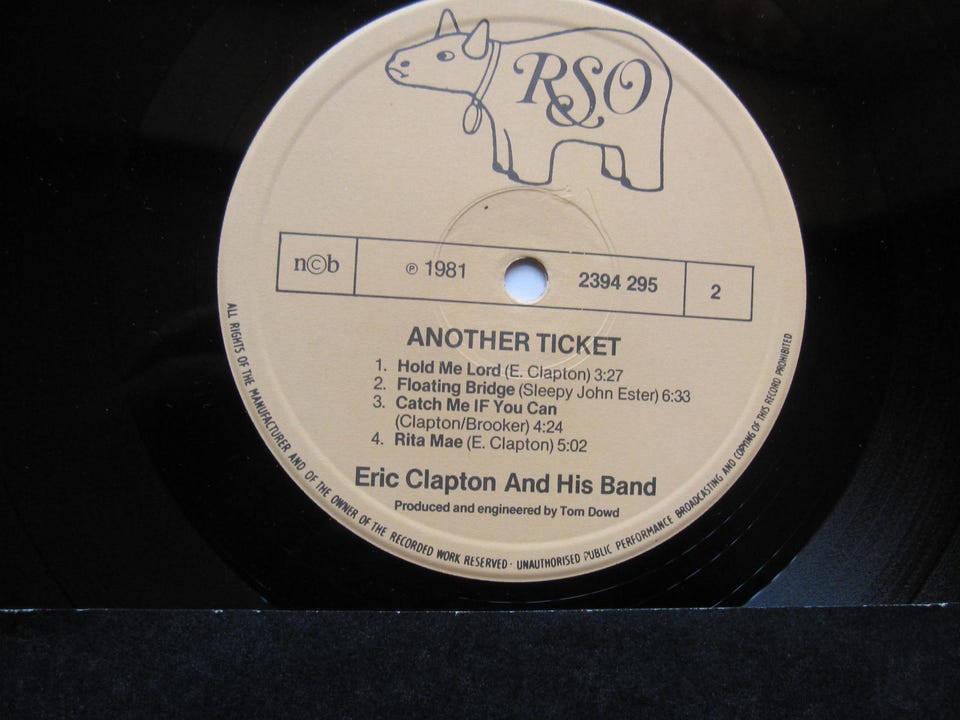 RSO
n©b
℗ 1981
2394 295
2
ANOTHER TICKET
1. Hold Me Lord (E. Clapton) 3:27
2. Floating Bridge (Sleepy John Ester) 6:33
3. Catch Me IF You Can
(Clapton/Brooker) 4:24
4. Rita Mae (E. Clapton) 5:02
Eric Clapton And His Band
Produced and engineered by Tom Dowd
ALL RIGHTS OF THE MANUFACTURER AND OF THE OWNER OF THE RECORDED WORK RESERVED · UNAUTHORISED PUBLIC PERFORMANCE BROADCASTING AND COPYING OF THIS RECORD PROHIBITED